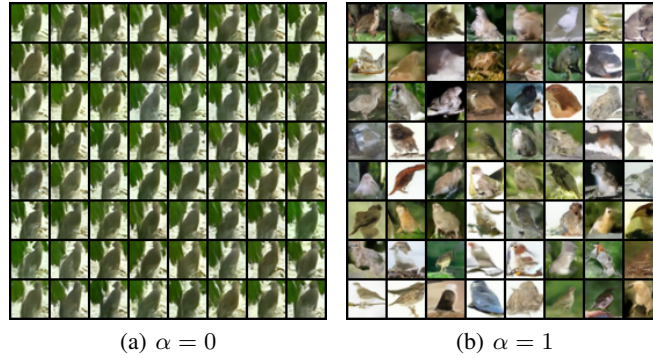 (a) α = 0
(b) α = 1